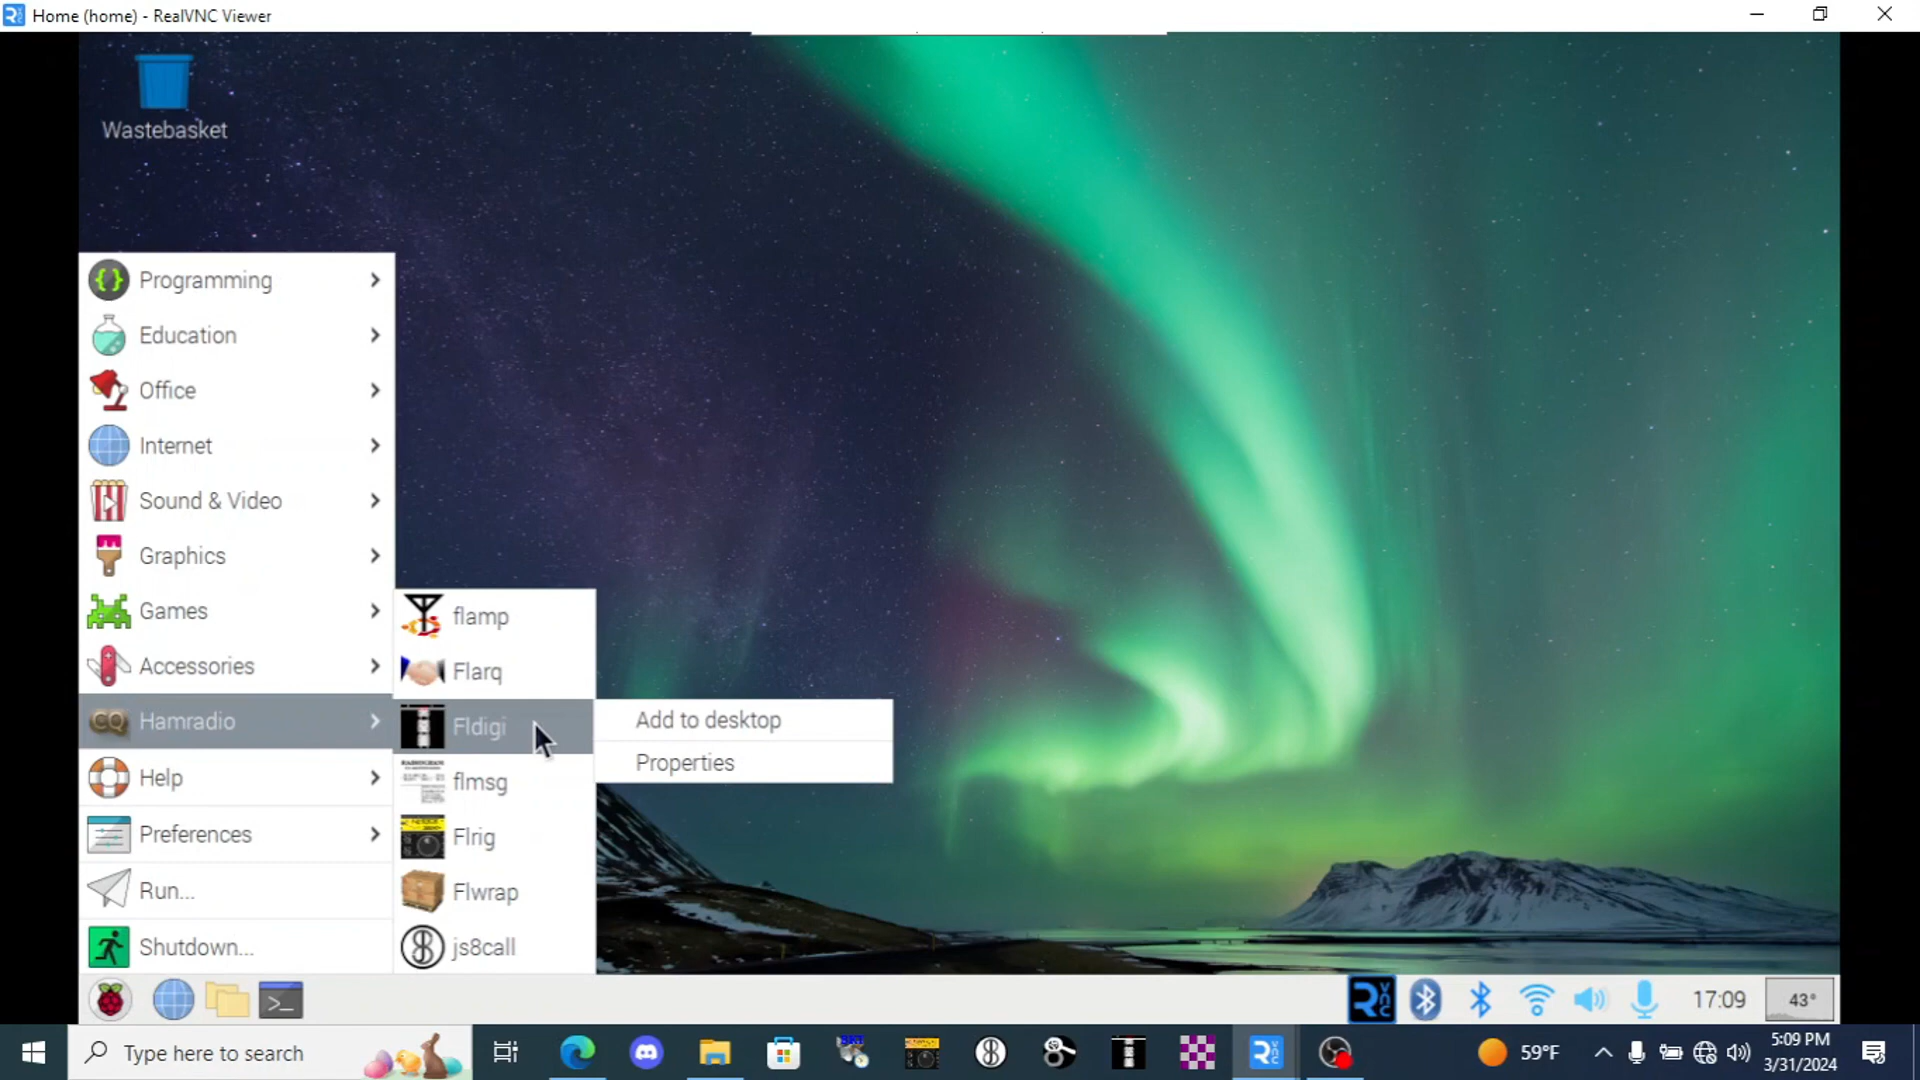 Home (home) - RealVNC Viewer
Wastebasket
Programming
Education
Office
Internet
Sound & Video
Graphics
Games
Accessories
Hamradio
Help
Preferences
Run...
Shutdown...
flamp
Flarq
Fldigi
flmsg
Flrig
Flwrap
js8call
Add to desktop
Properties
17:09
43°
Type here to search
59°F
5:09 PM
3/31/2024